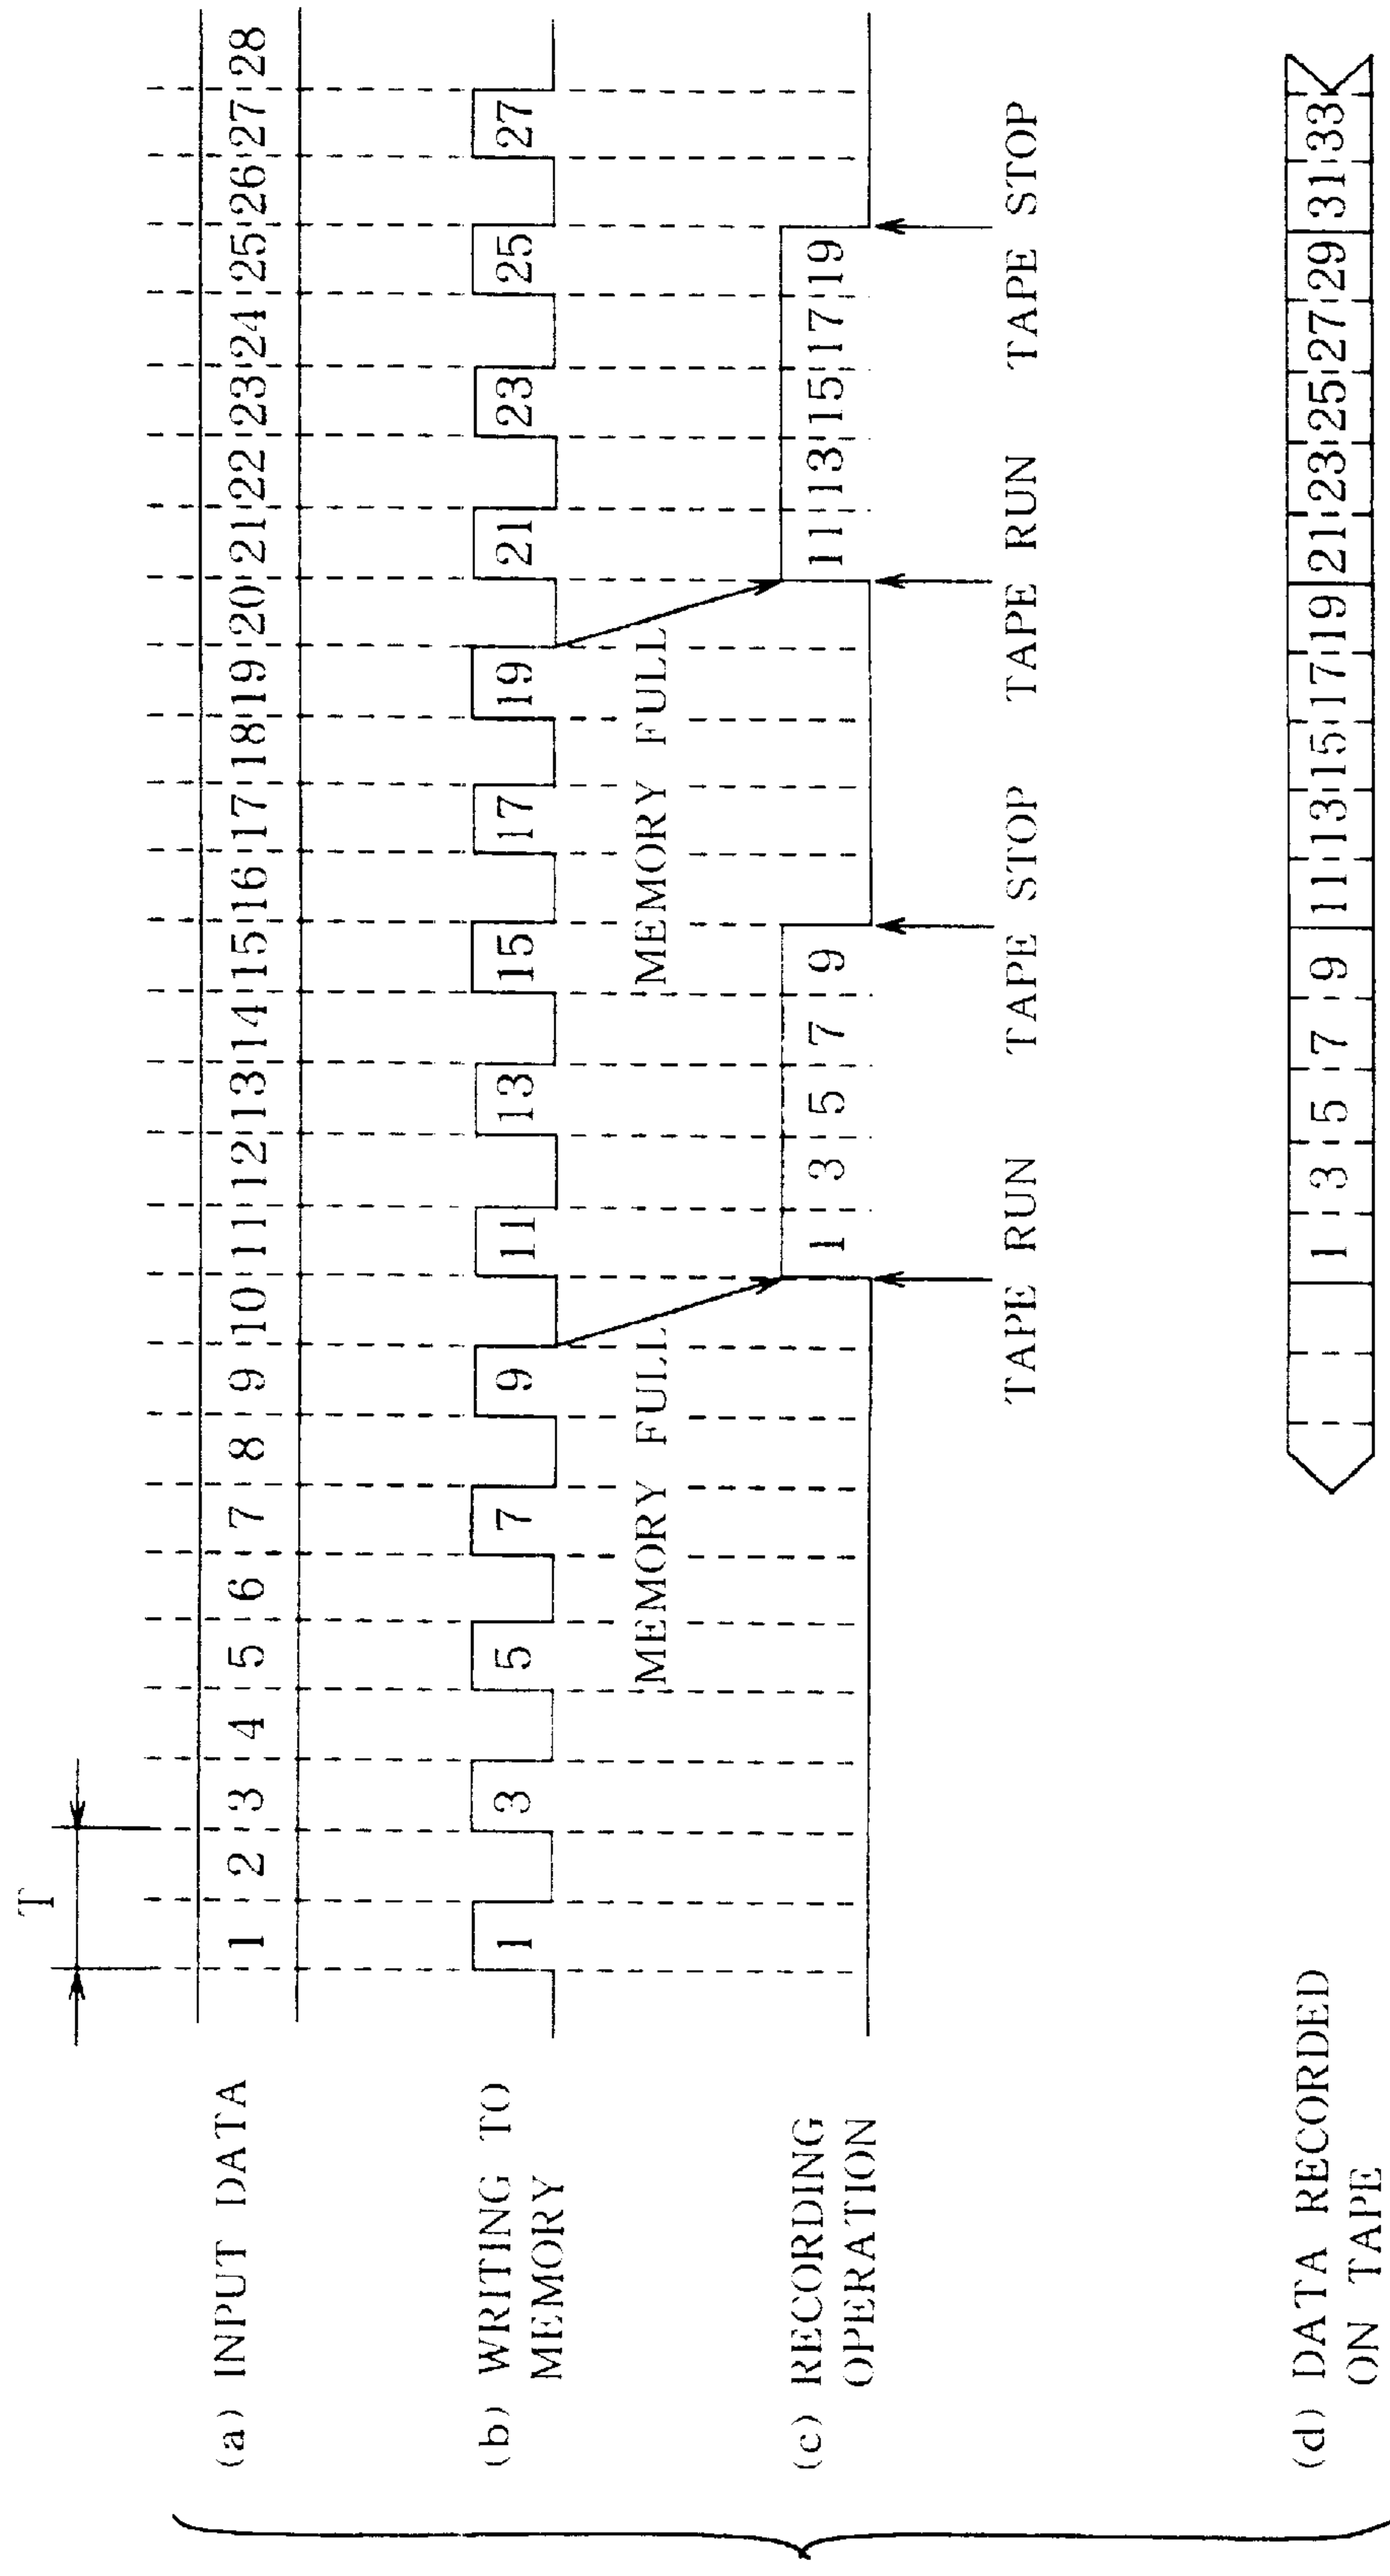 T
(a) INPUT DATA
1 2 3 4 5 6 7 8 9 10 11 12 13 14 15 16 17 18 19 20 21 22 23 24 25 26 27 28
(b) WRITING TO
MEMORY
1 3 5 7 9 11 13 15 17 19 21 23 25 27
MEMORY FULL MEMORY FULL
(c) RECORDING
OPERATION
1 3 5 7 9 11 13 15 17 19
TAPE RUN TAPE STOP TAPE RUN TAPE STOP
(d) DATA RECORDED
ON TAPE
1 3 5 7 9 11 13 15 17 19 21 23 25 27 29 31 33